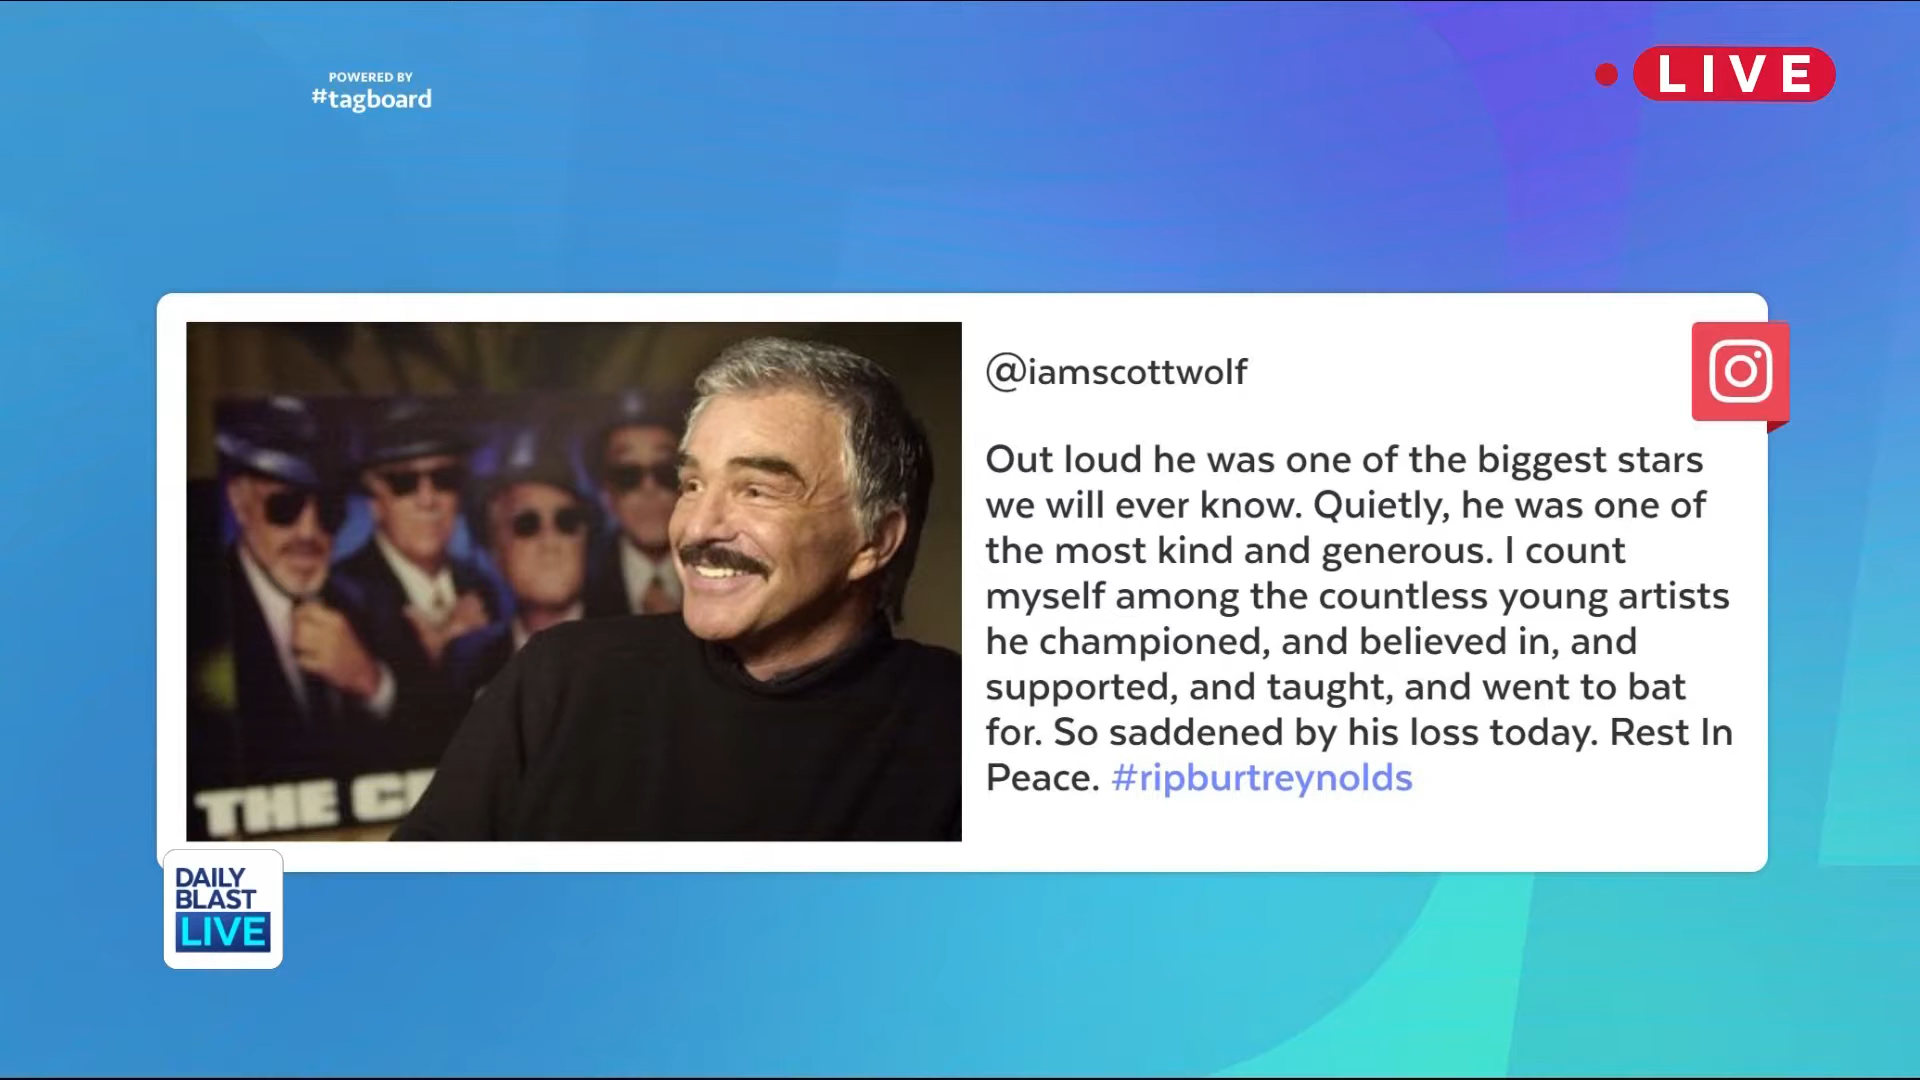 POWERED BY
#tagboard
LIVE
@iamscottwolf
Out loud he was one of the biggest stars
we will ever know. Quietly, he was one of
the most kind and generous. I count
myself among the countless young artists
he championed, and believed in, and
supported, and taught, and went to bat
for. So saddened by his loss today. Rest In
Peace. #ripburtreynolds
THE C
DAILY
BLAST
LIVE